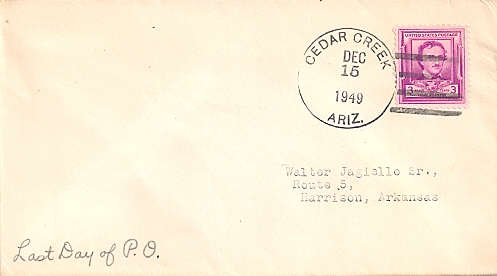 CEDAR CREEK
DEC
15
1949
ARIZ.
UNITED STATES POSTAGE
3 3
Walter Jagiello Sr.,
Route 5,
Harrison, Arkansas
Last Day of P.O.